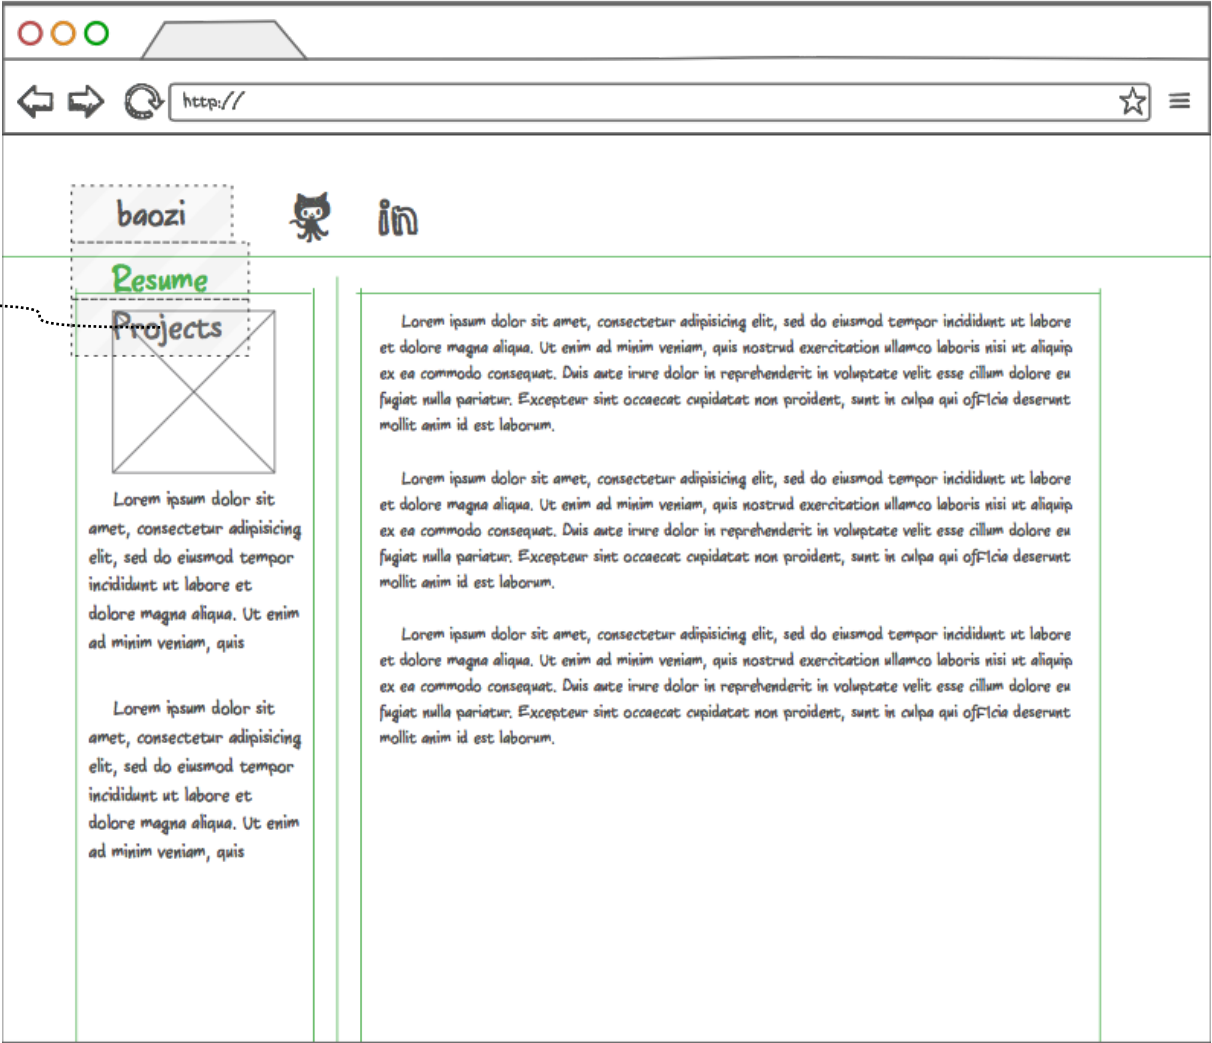 http://
baozi
in
Resume
Projects
Lorem ipsum dolor sit
amet, consectetur adipisicing
elit, sed do eiusmod tempor
incididunt ut labore et
dolore magna aliqua. Ut enim
ad minim veniam, quis
Lorem ipsum dolor sit
amet, consectetur adipisicing
elit, sed do eiusmod tempor
incididunt ut labore et
dolore magna aliqua. Ut enim
ad minim veniam, quis
Lorem ipsum dolor sit amet, consectetur adipisicing elit, sed do eiusmod tempor incididunt ut labore
et dolore magna aliqua. Ut enim ad minim veniam, quis nostrud exercitation ullamco laboris nisi ut aliquip
ex ea commodo consequat. Duis aute irure dolor in reprehenderit in voluptate velit esse cillum dolore eu
fugiat nulla pariatur. Excepteur sint occaecat cupidatat non proident, sunt in culpa qui officia deserunt
mollit anim id est laborum.
Lorem ipsum dolor sit amet, consectetur adipisicing elit, sed do eiusmod tempor incididunt ut labore
et dolore magna aliqua. Ut enim ad minim veniam, quis nostrud exercitation ullamco laboris nisi ut aliquip
ex ea commodo consequat. Duis aute irure dolor in reprehenderit in voluptate velit esse cillum dolore eu
fugiat nulla pariatur. Excepteur sint occaecat cupidatat non proident, sunt in culpa qui officia deserunt
mollit anim id est laborum.
Lorem ipsum dolor sit amet, consectetur adipisicing elit, sed do eiusmod tempor incididunt ut labore
et dolore magna aliqua. Ut enim ad minim veniam, quis nostrud exercitation ullamco laboris nisi ut aliquip
ex ea commodo consequat. Duis aute irure dolor in reprehenderit in voluptate velit esse cillum dolore eu
fugiat nulla pariatur. Excepteur sint occaecat cupidatat non proident, sunt in culpa qui officia deserunt
mollit anim id est laborum.